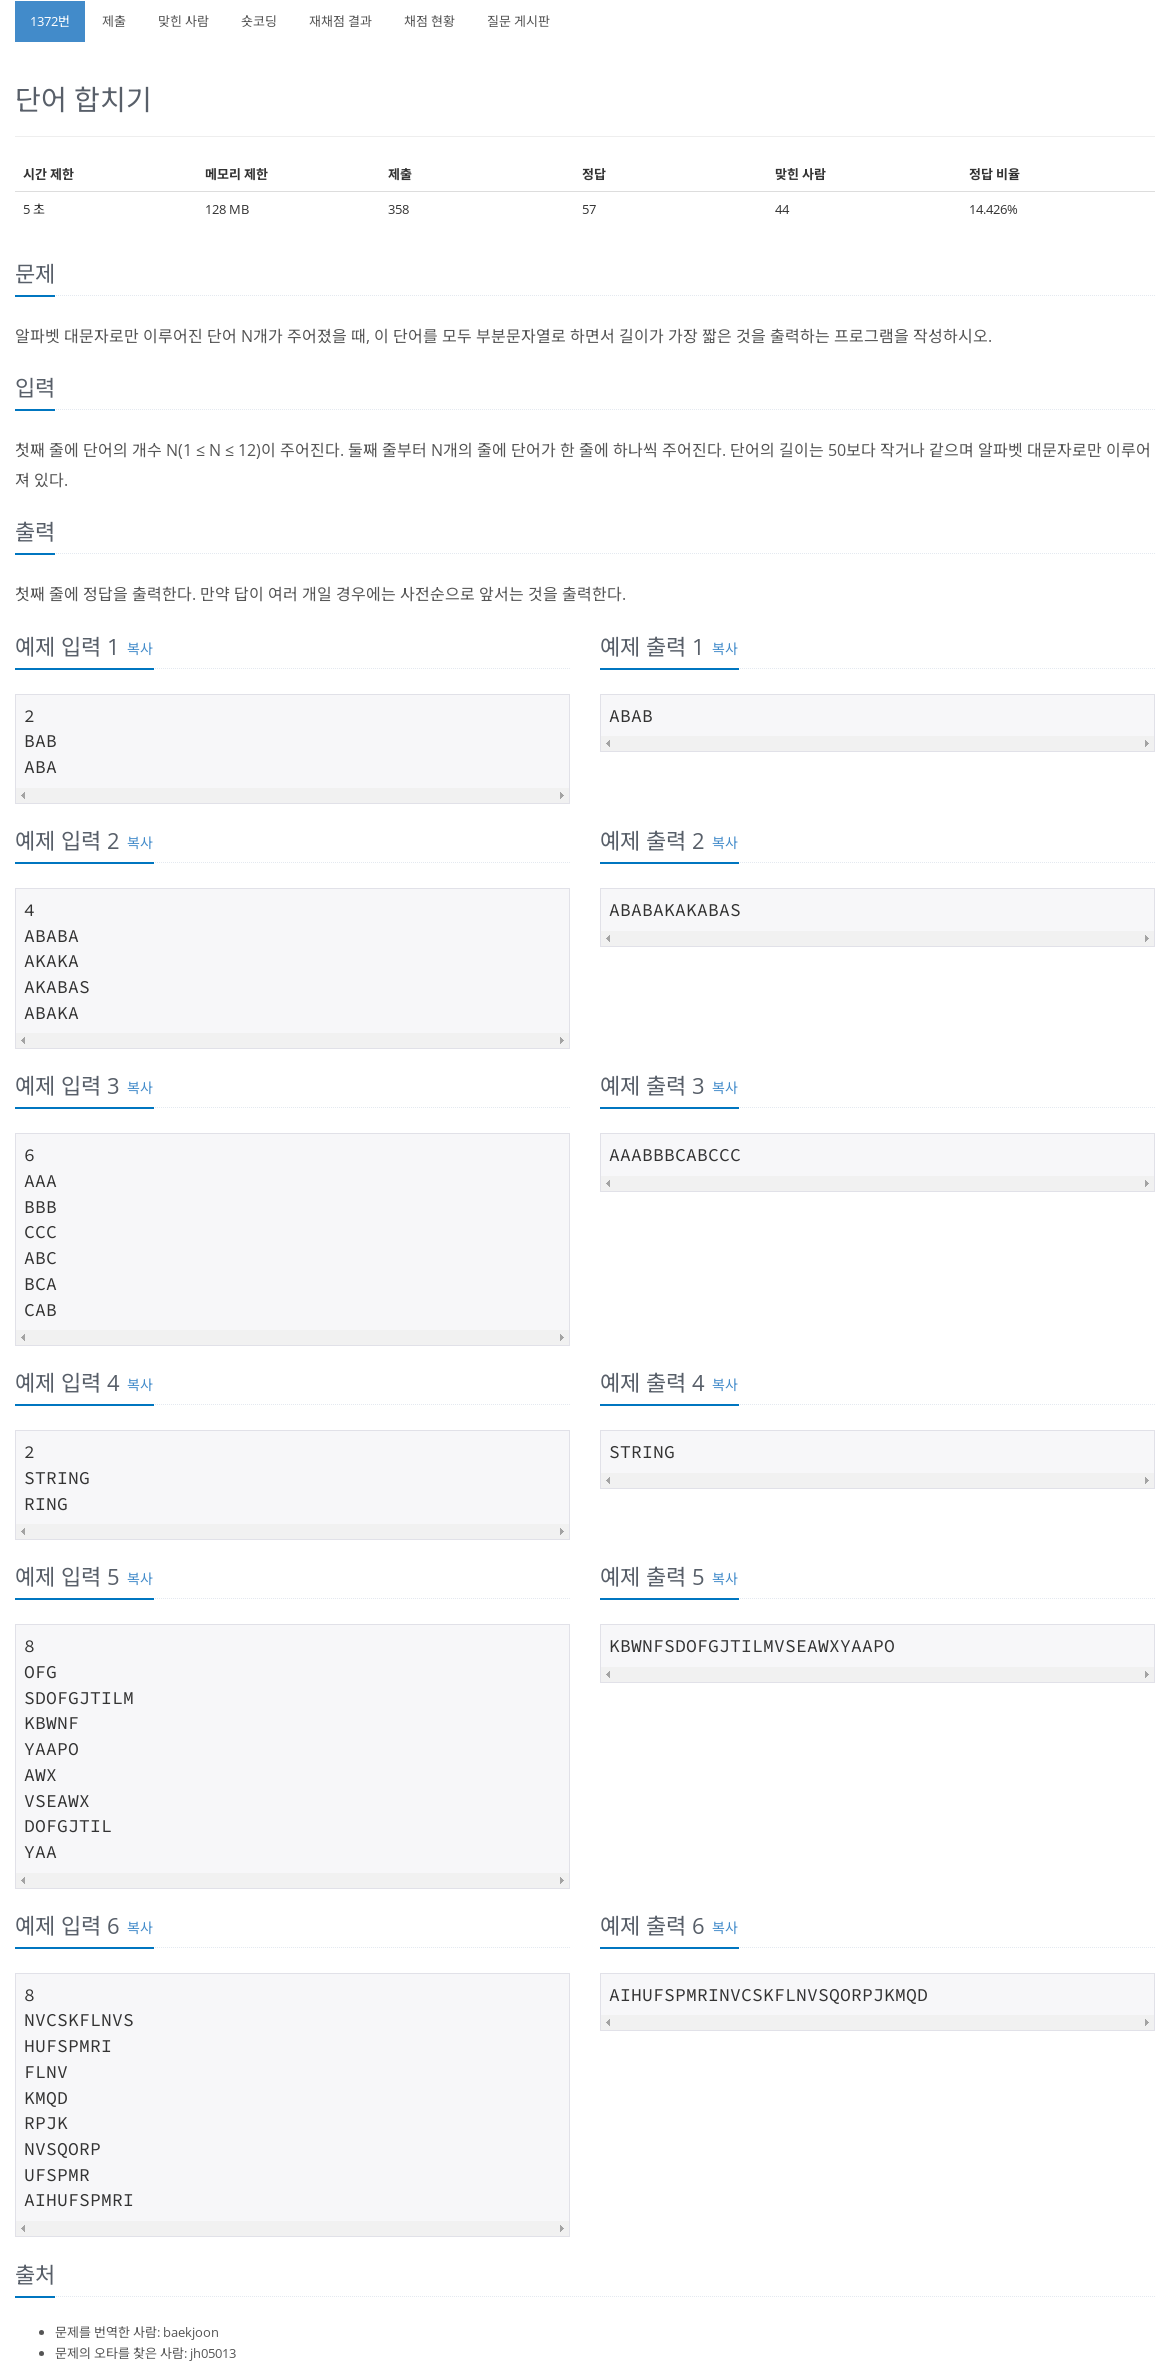 1372번 제출 맞힌 사람 숏코딩 재채점 결과 채점 현황 질문 게시판
단어 합치기
시간 제한 메모리 제한 제출 정답 맞힌 사람 정답 비율
5 초 128 MB 358 57 44 14.426%
문제
알파벳 대문자로만 이루어진 단어 N개가 주어졌을 때, 이 단어를 모두 부분문자열로 하면서 길이가 가장 짧은 것을 출력하는 프로그램을 작성하시오.
입력
첫째 줄에 단어의 개수 N(1 ≤ N ≤ 12)이 주어진다. 둘째 줄부터 N개의 줄에 단어가 한 줄에 하나씩 주어진다. 단어의 길이는 50보다 작거나 같으며 알파벳 대문자로만 이루어
져 있다.
출력
첫째 줄에 정답을 출력한다. 만약 답이 여러 개일 경우에는 사전순으로 앞서는 것을 출력한다.
예제 입력 1 복사
2
BAB
ABA
예제 출력 1 복사
ABAB
예제 입력 2 복사
4
ABABA
AKAKA
AKABAS
ABAKA
예제 출력 2 복사
ABABAKAKABAS
예제 입력 3 복사
6
AAA
BBB
CCC
ABC
BCA
CAB
예제 출력 3 복사
AAABBBCABCCC
예제 입력 4 복사
2
STRING
RING
예제 출력 4 복사
STRING
예제 입력 5 복사
8
OFG
SDOFGJTILM
KBWNF
YAAPO
AWX
VSEAWX
DOFGJTIL
YAA
예제 출력 5 복사
KBWNFSDOFGJTILMVSEAWXYAAPO
예제 입력 6 복사
8
NVCSKFLNVS
HUFSPMRI
FLNV
KMQD
RPJK
NVSQORP
UFSPMR
AIHUFSPMRI
예제 출력 6 복사
AIHUFSPMRINVCSKFLNVSQORPJKMQD
출처
문제를 번역한 사람: baekjoon
문제의 오타를 찾은 사람: jh05013